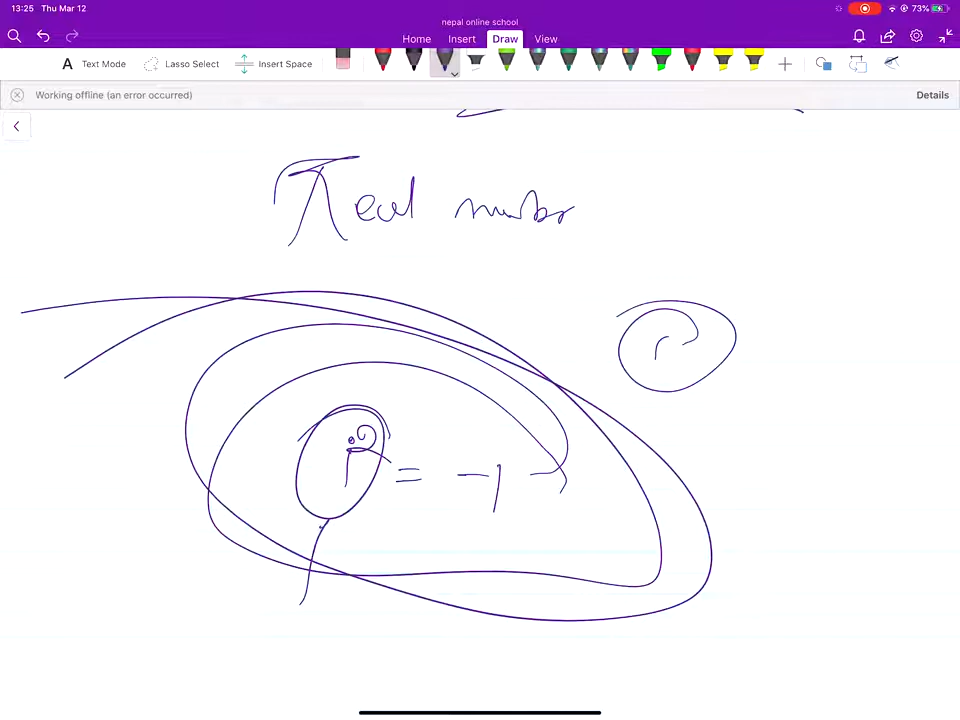 13:25 Thu Mar 12
73%
nepal online school
Home Insert Draw View
A Text Mode Lasso Select Insert Space
Working offline (an error occurred) Details
Real number
= -1